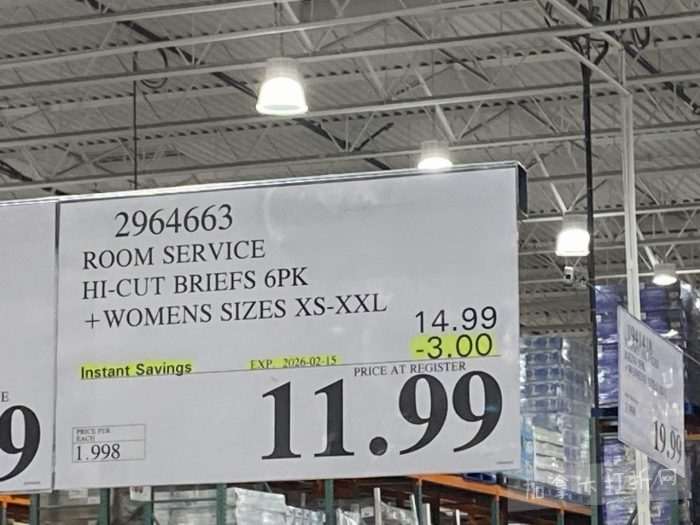 2964663
ROOM SERVICE
HI-CUT BRIEFS 6PK
+WOMENS SIZES XS-XXL
14.99
-3.00
Instant Savings
EXP. 2026-02-15
PRICE AT REGISTER
11.99
PRICE PER
EACH
1.998
E
9
19.99